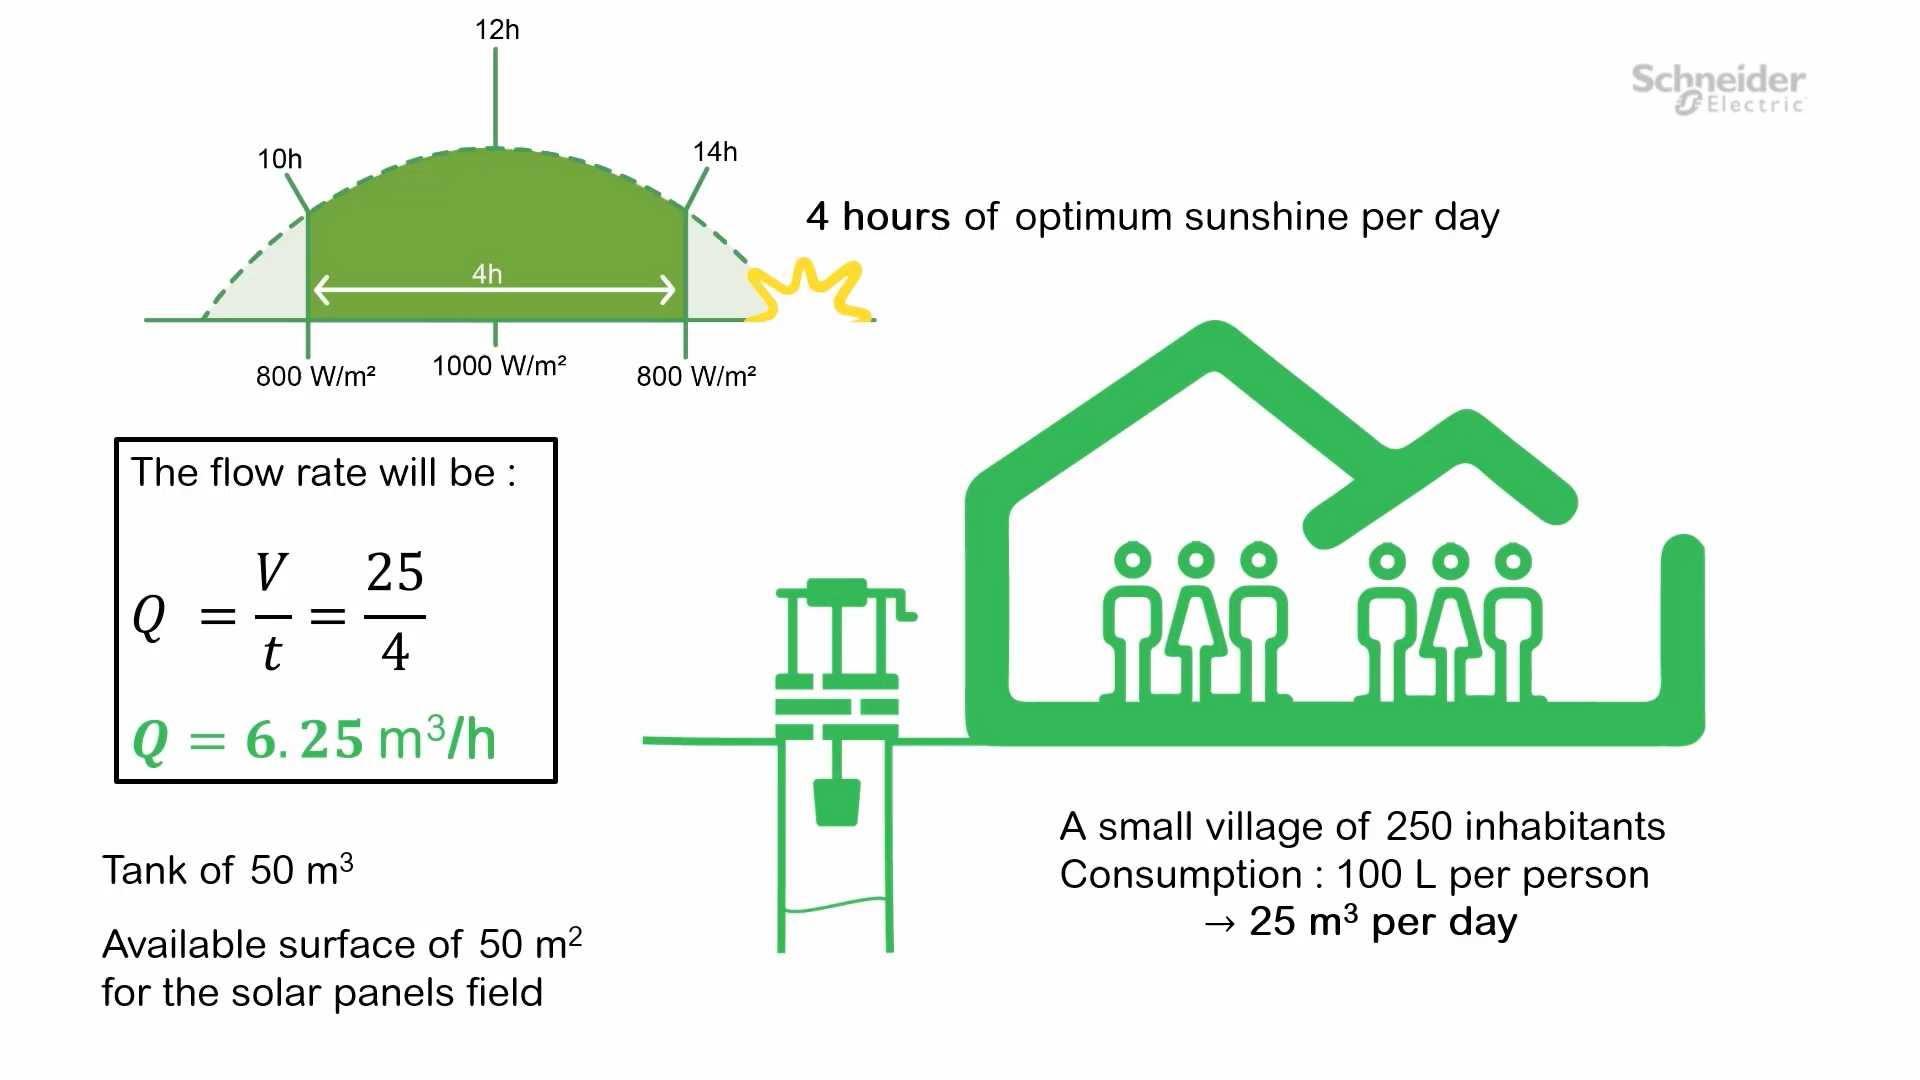 12h
Schneider
Electric
10h
14h
4 hours of optimum sunshine per day
4h
800 W/m²
1000 W/m²
800 W/m²
The flow rate will be :
Q = V/t = 25/4
Q = 6.25 m³/h
Tank of 50 m³
Available surface of 50 m²
for the solar panels field
A small village of 250 inhabitants
Consumption : 100 L per person
→ 25 m³ per day